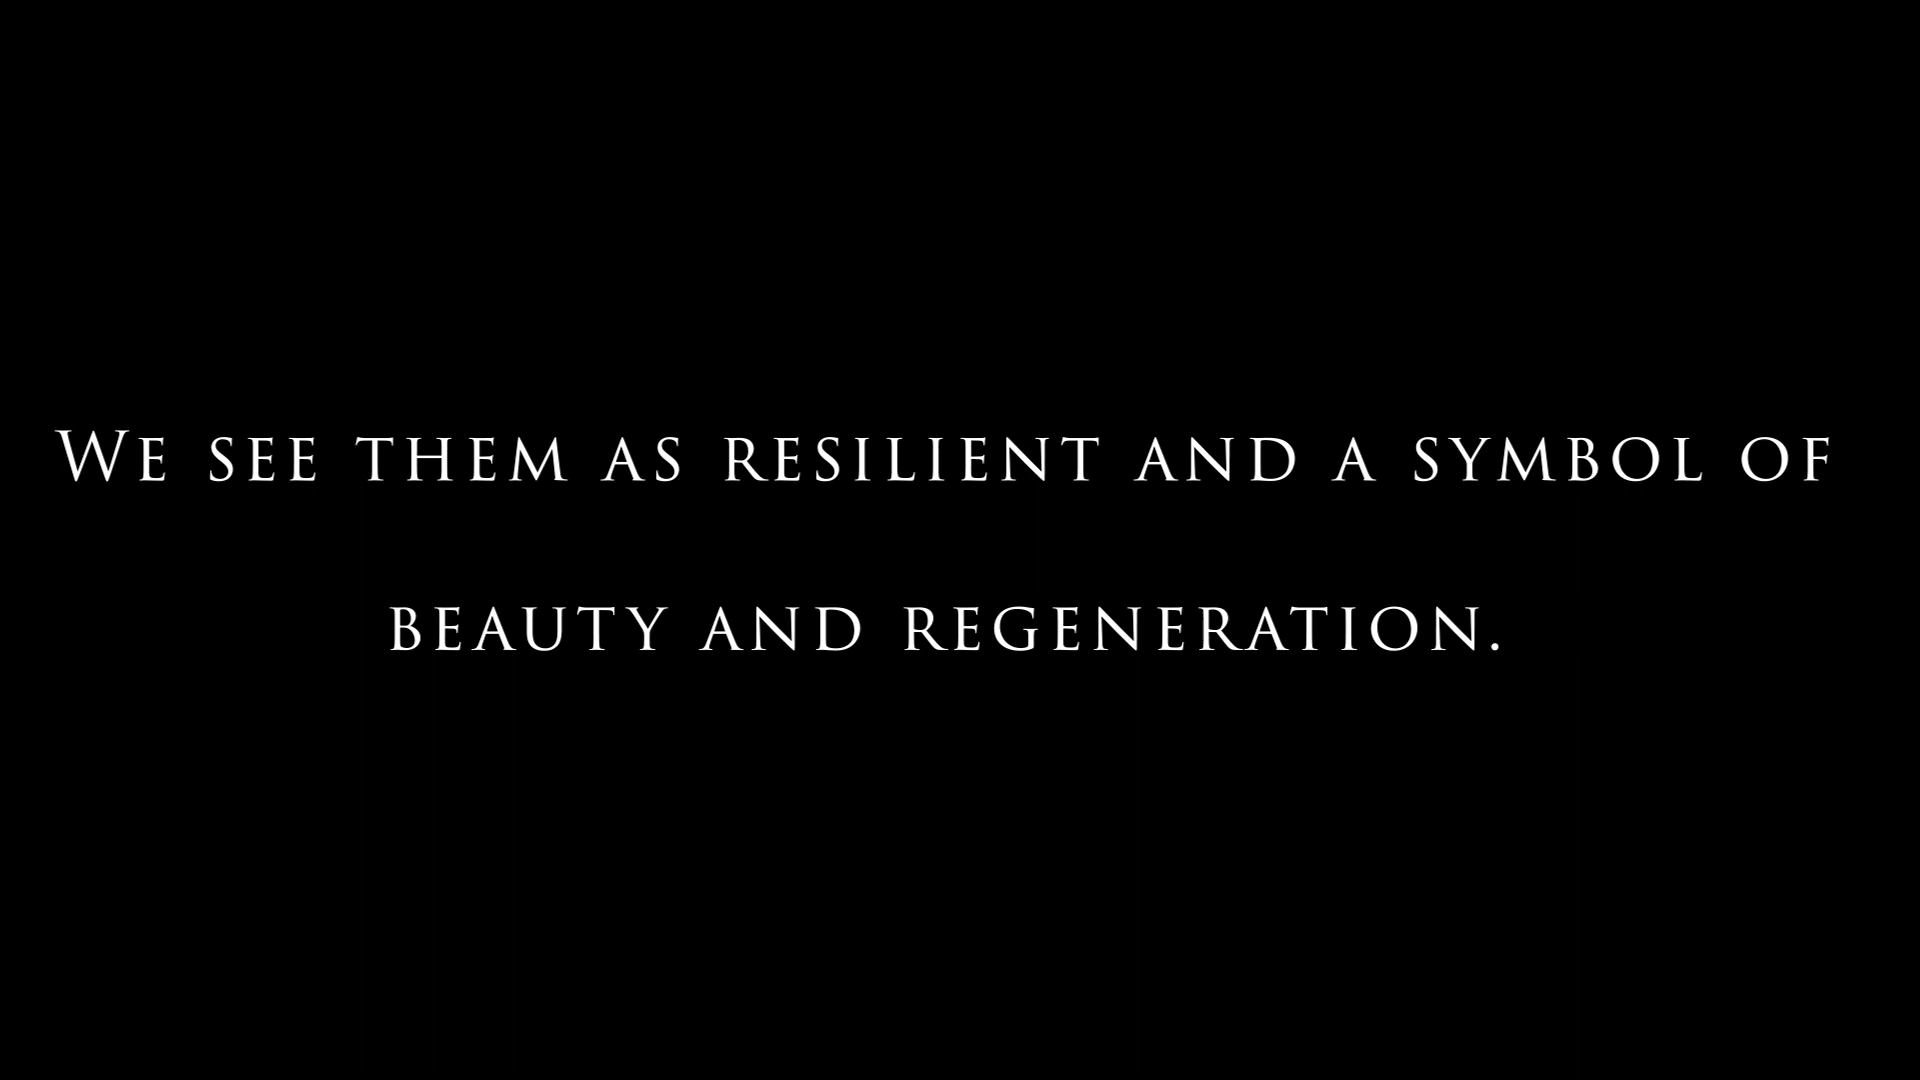 We see them as resilient and a symbol of
beauty and regeneration.